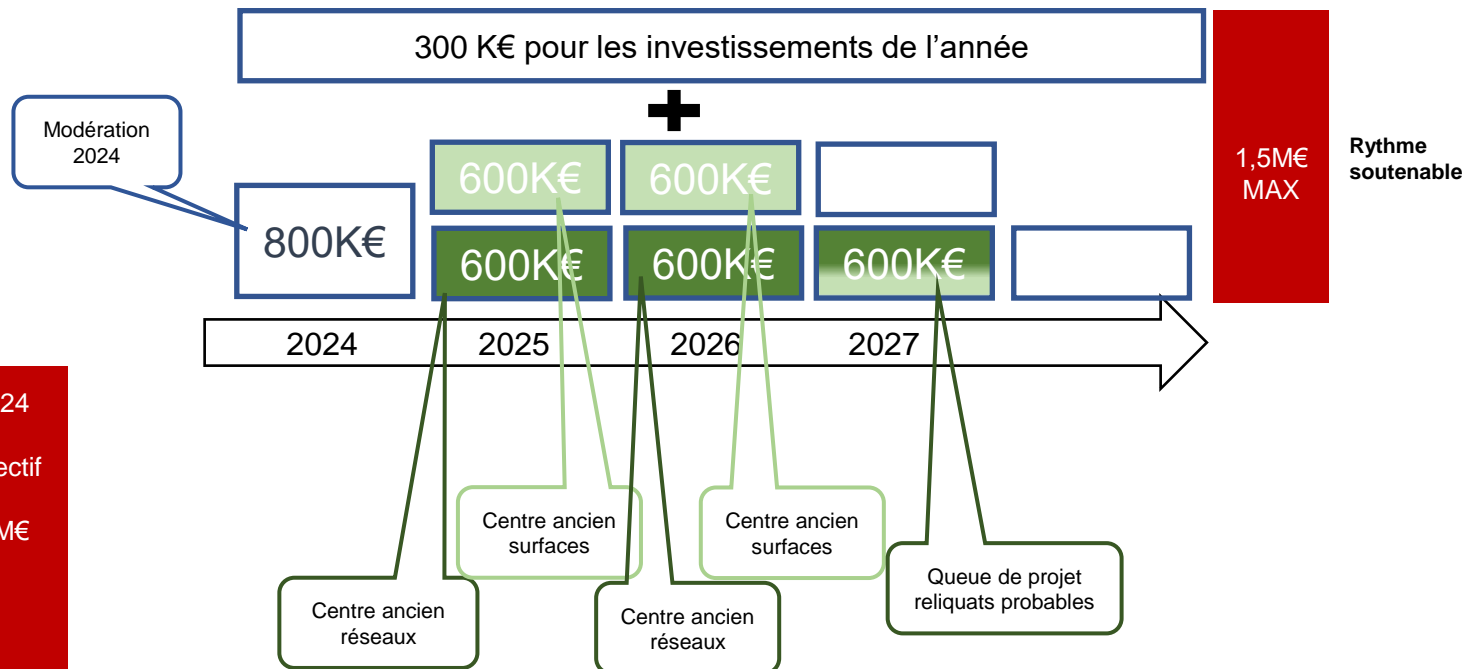 300 K€ pour les investissements de l’année
Modération
2024
1,5M€
MAX
Rythme
soutenable
600K€
600K€
800K€
600K€
600K€
600K€
2024
2025
2026
2027
24
M€
Centre ancien
surfaces
Centre ancien
surfaces
Queue de projet
reliquats probables
Centre ancien
réseaux
Centre ancien
réseaux